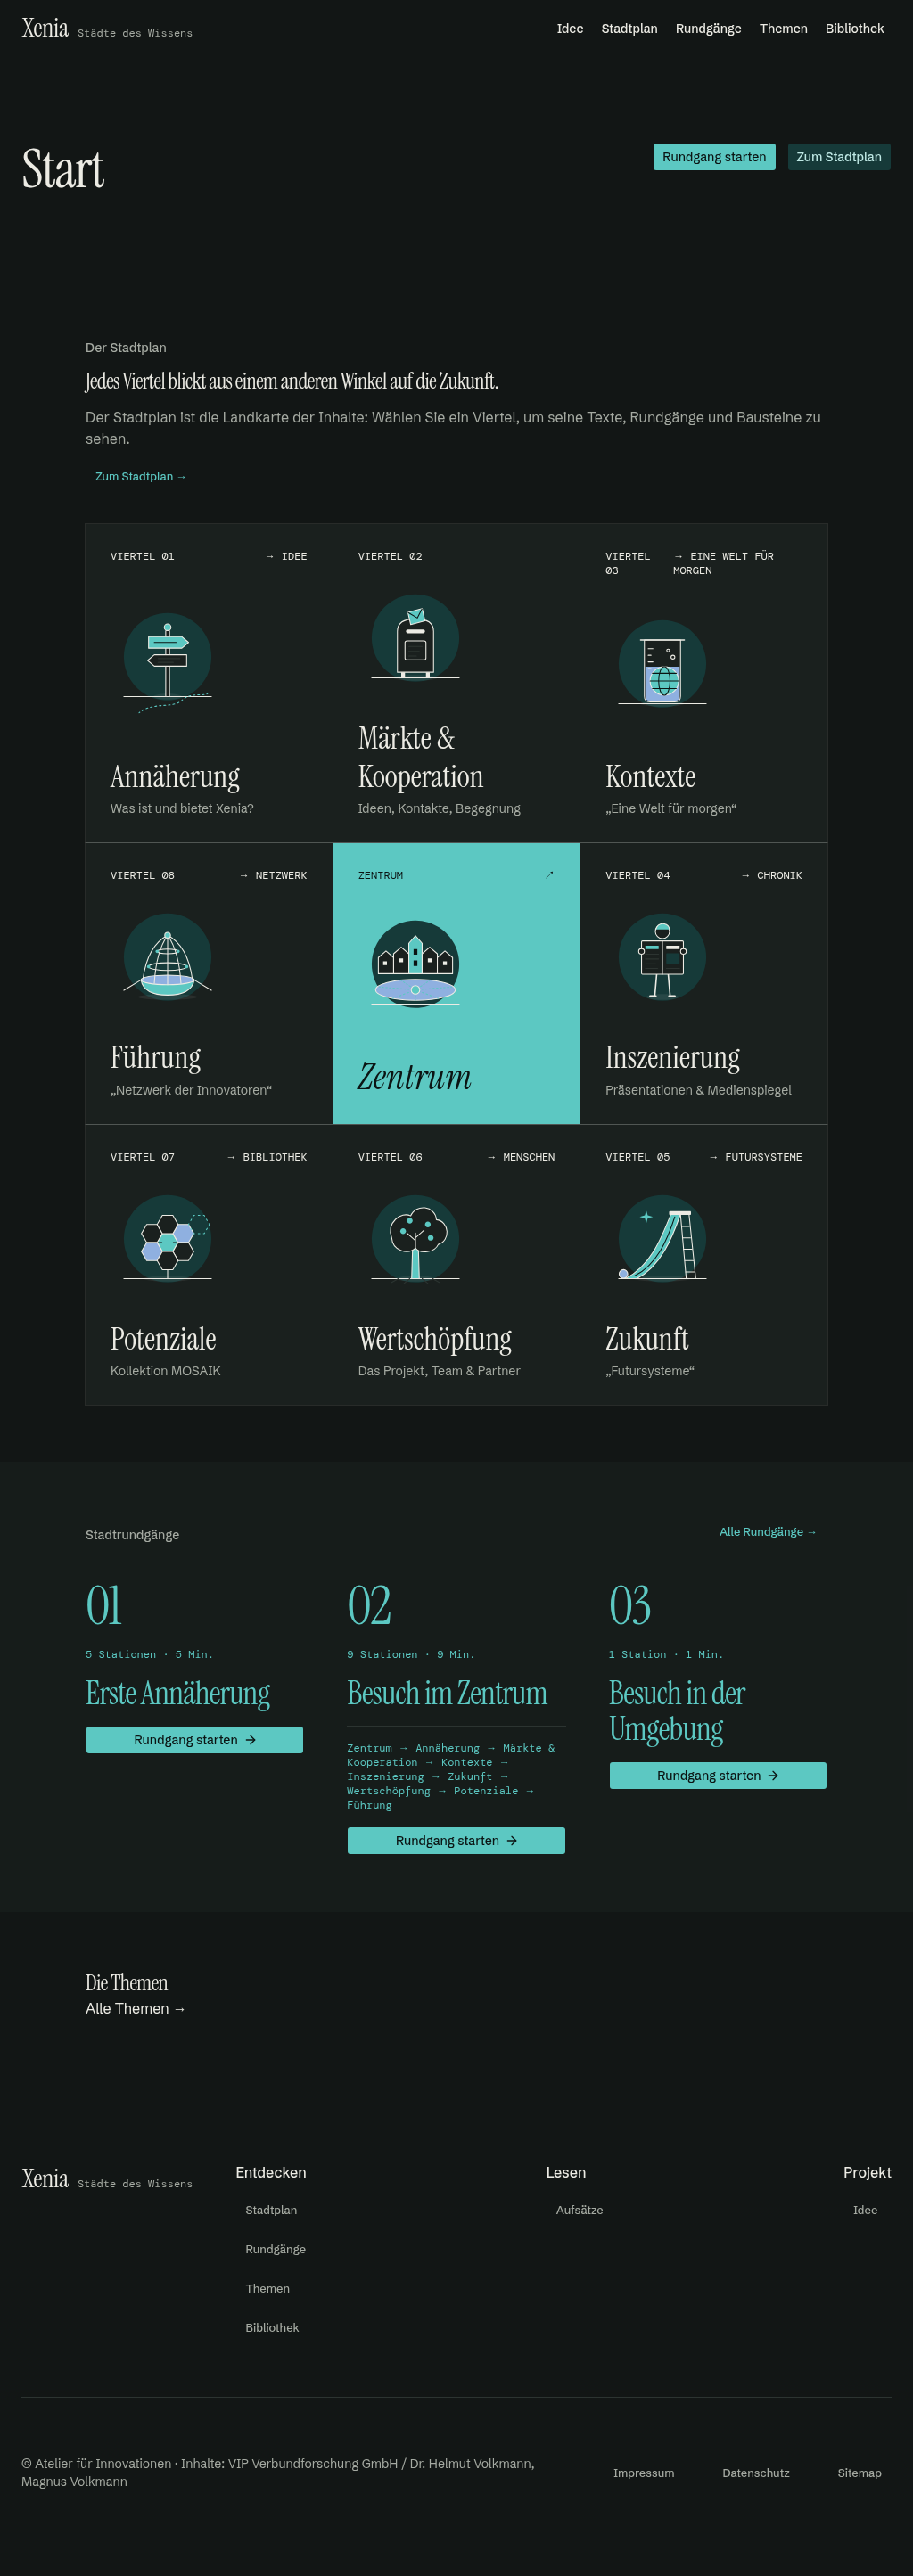 Xenia Städte des Wissens
Idee Stadtplan Rundgänge Themen Bibliothek
Start
Rundgang starten Zum Stadtplan
Der Stadtplan
Jedes Viertel blickt aus einem anderen Winkel auf die Zukunft.
Der Stadtplan ist die Landkarte der Inhalte: Wählen Sie ein Viertel, um seine Texte, Rundgänge und Bausteine zu
sehen.
Zum Stadtplan →
VIERTEL 01 → IDEE
Annäherung
Was ist und bietet Xenia?
VIERTEL 02
Märkte &
Kooperation
Ideen, Kontakte, Begegnung
VIERTEL
03
→ EINE WELT FÜR
MORGEN
Kontexte
„Eine Welt für morgen“
VIERTEL 08 → NETZWERK
Führung
„Netzwerk der Innovatoren“
ZENTRUM ↗
Zentrum
VIERTEL 04 → CHRONIK
Inszenierung
Präsentationen & Medienspiegel
VIERTEL 07 → BIBLIOTHEK
Potenziale
Kollektion MOSAIK
VIERTEL 06 → MENSCHEN
Wertschöpfung
Das Projekt, Team & Partner
VIERTEL 05 → FUTURSYSTEME
Zukunft
„Futursysteme“
Stadtrundgänge
Alle Rundgänge →
01
5 Stationen · 5 Min.
Erste Annäherung
Rundgang starten →
02
9 Stationen · 9 Min.
Besuch im Zentrum
Zentrum → Annäherung → Märkte &
Kooperation → Kontexte →
Inszenierung → Zukunft →
Wertschöpfung → Potenziale →
Führung
Rundgang starten →
03
1 Station · 1 Min.
Besuch in der
Umgebung
Rundgang starten →
Die Themen
Alle Themen →
Xenia Städte des Wissens
Entdecken
Stadtplan
Rundgänge
Themen
Bibliothek
Lesen
Aufsätze
Projekt
Idee
© Atelier für Innovationen · Inhalte: VIP Verbundforschung GmbH / Dr. Helmut Volkmann,
Magnus Volkmann
Impressum Datenschutz Sitemap